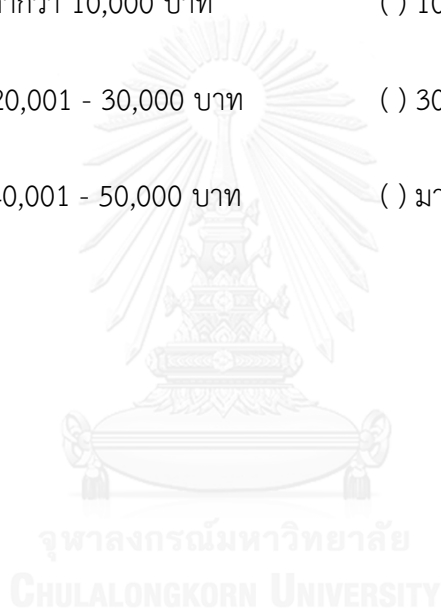 ากว่า 10,000 บาท ( ) 10
20,001 - 30,000 บาท ( ) 30
0,001 - 50,000 บาท ( ) มา
จุฬาลงกรณ์มหาวิทยาลัย
CHULALONGKORN UNIVERSITY